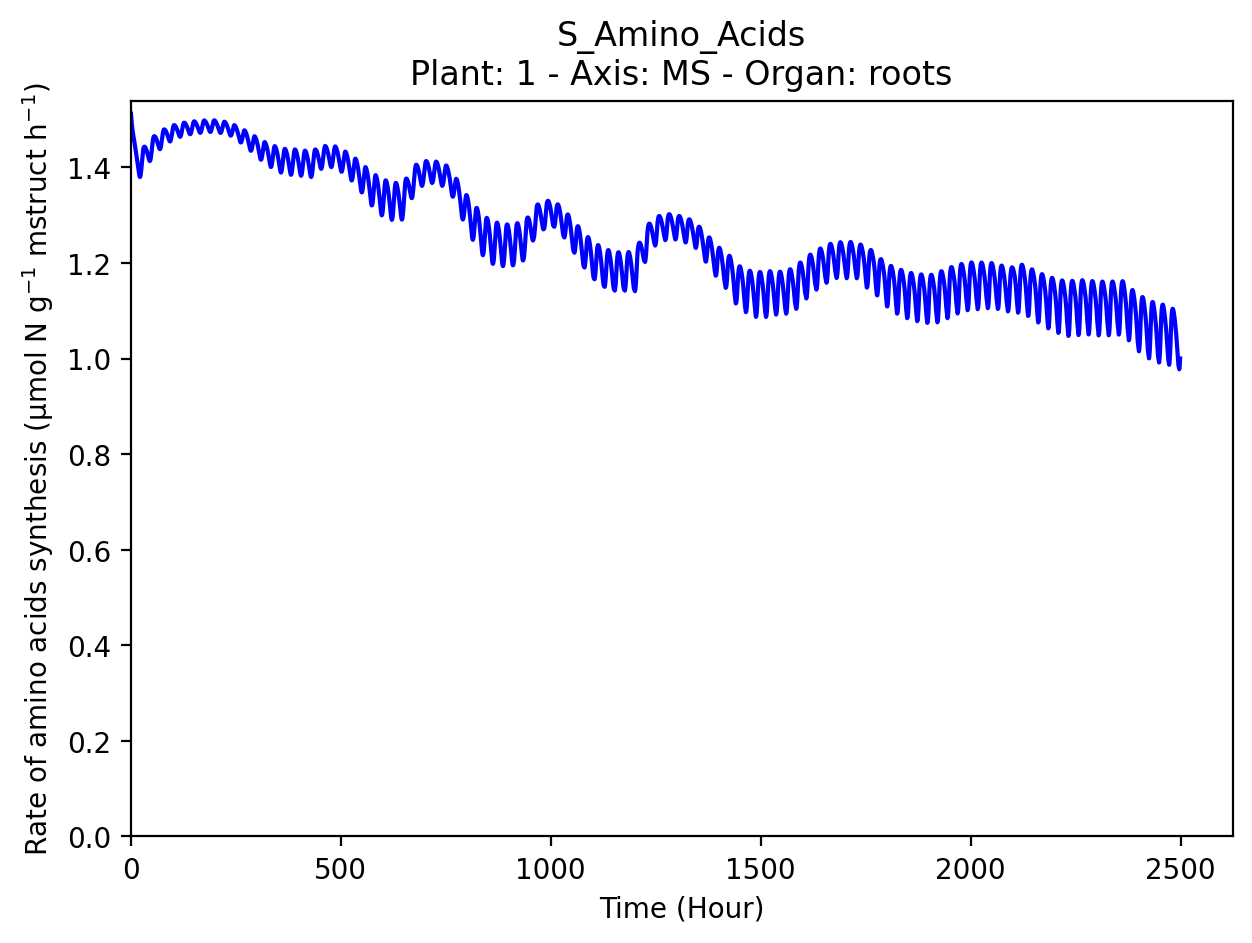 S_Amino_Acids
Plant: 1 - Axis: MS - Organ: roots
Rate of amino acids synthesis (µmol N g⁻¹ mstruct h⁻¹)
1.4
1.2
1.0
0.8
0.6
0.4
0.2
0.0
0 500 1000 1500 2000 2500
Time (Hour)